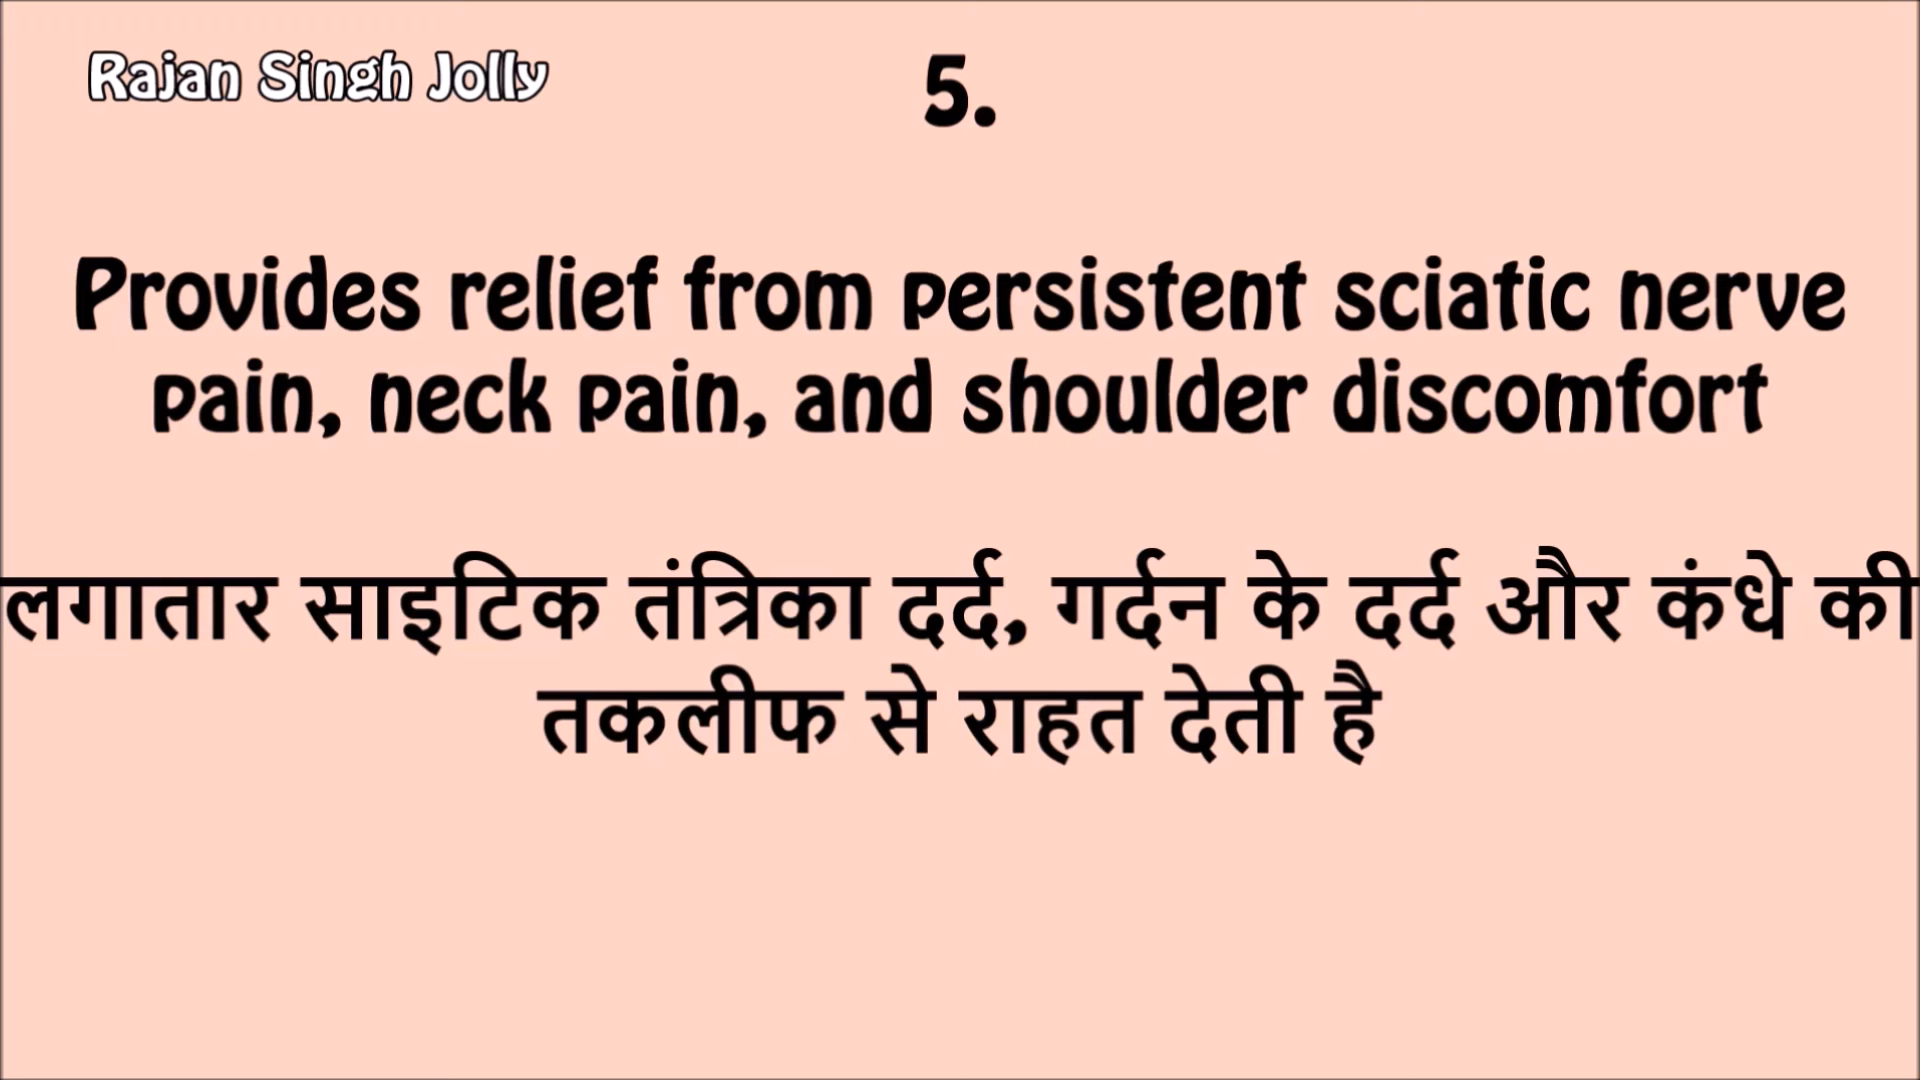 Rajan Singh Jolly
5.
Provides relief from persistent sciatic nerve
pain, neck pain, and shoulder discomfort
लगातार साइटिक तंत्रिका दर्द, गर्दन के दर्द और कंधे की
तकलीफ से राहत देती है